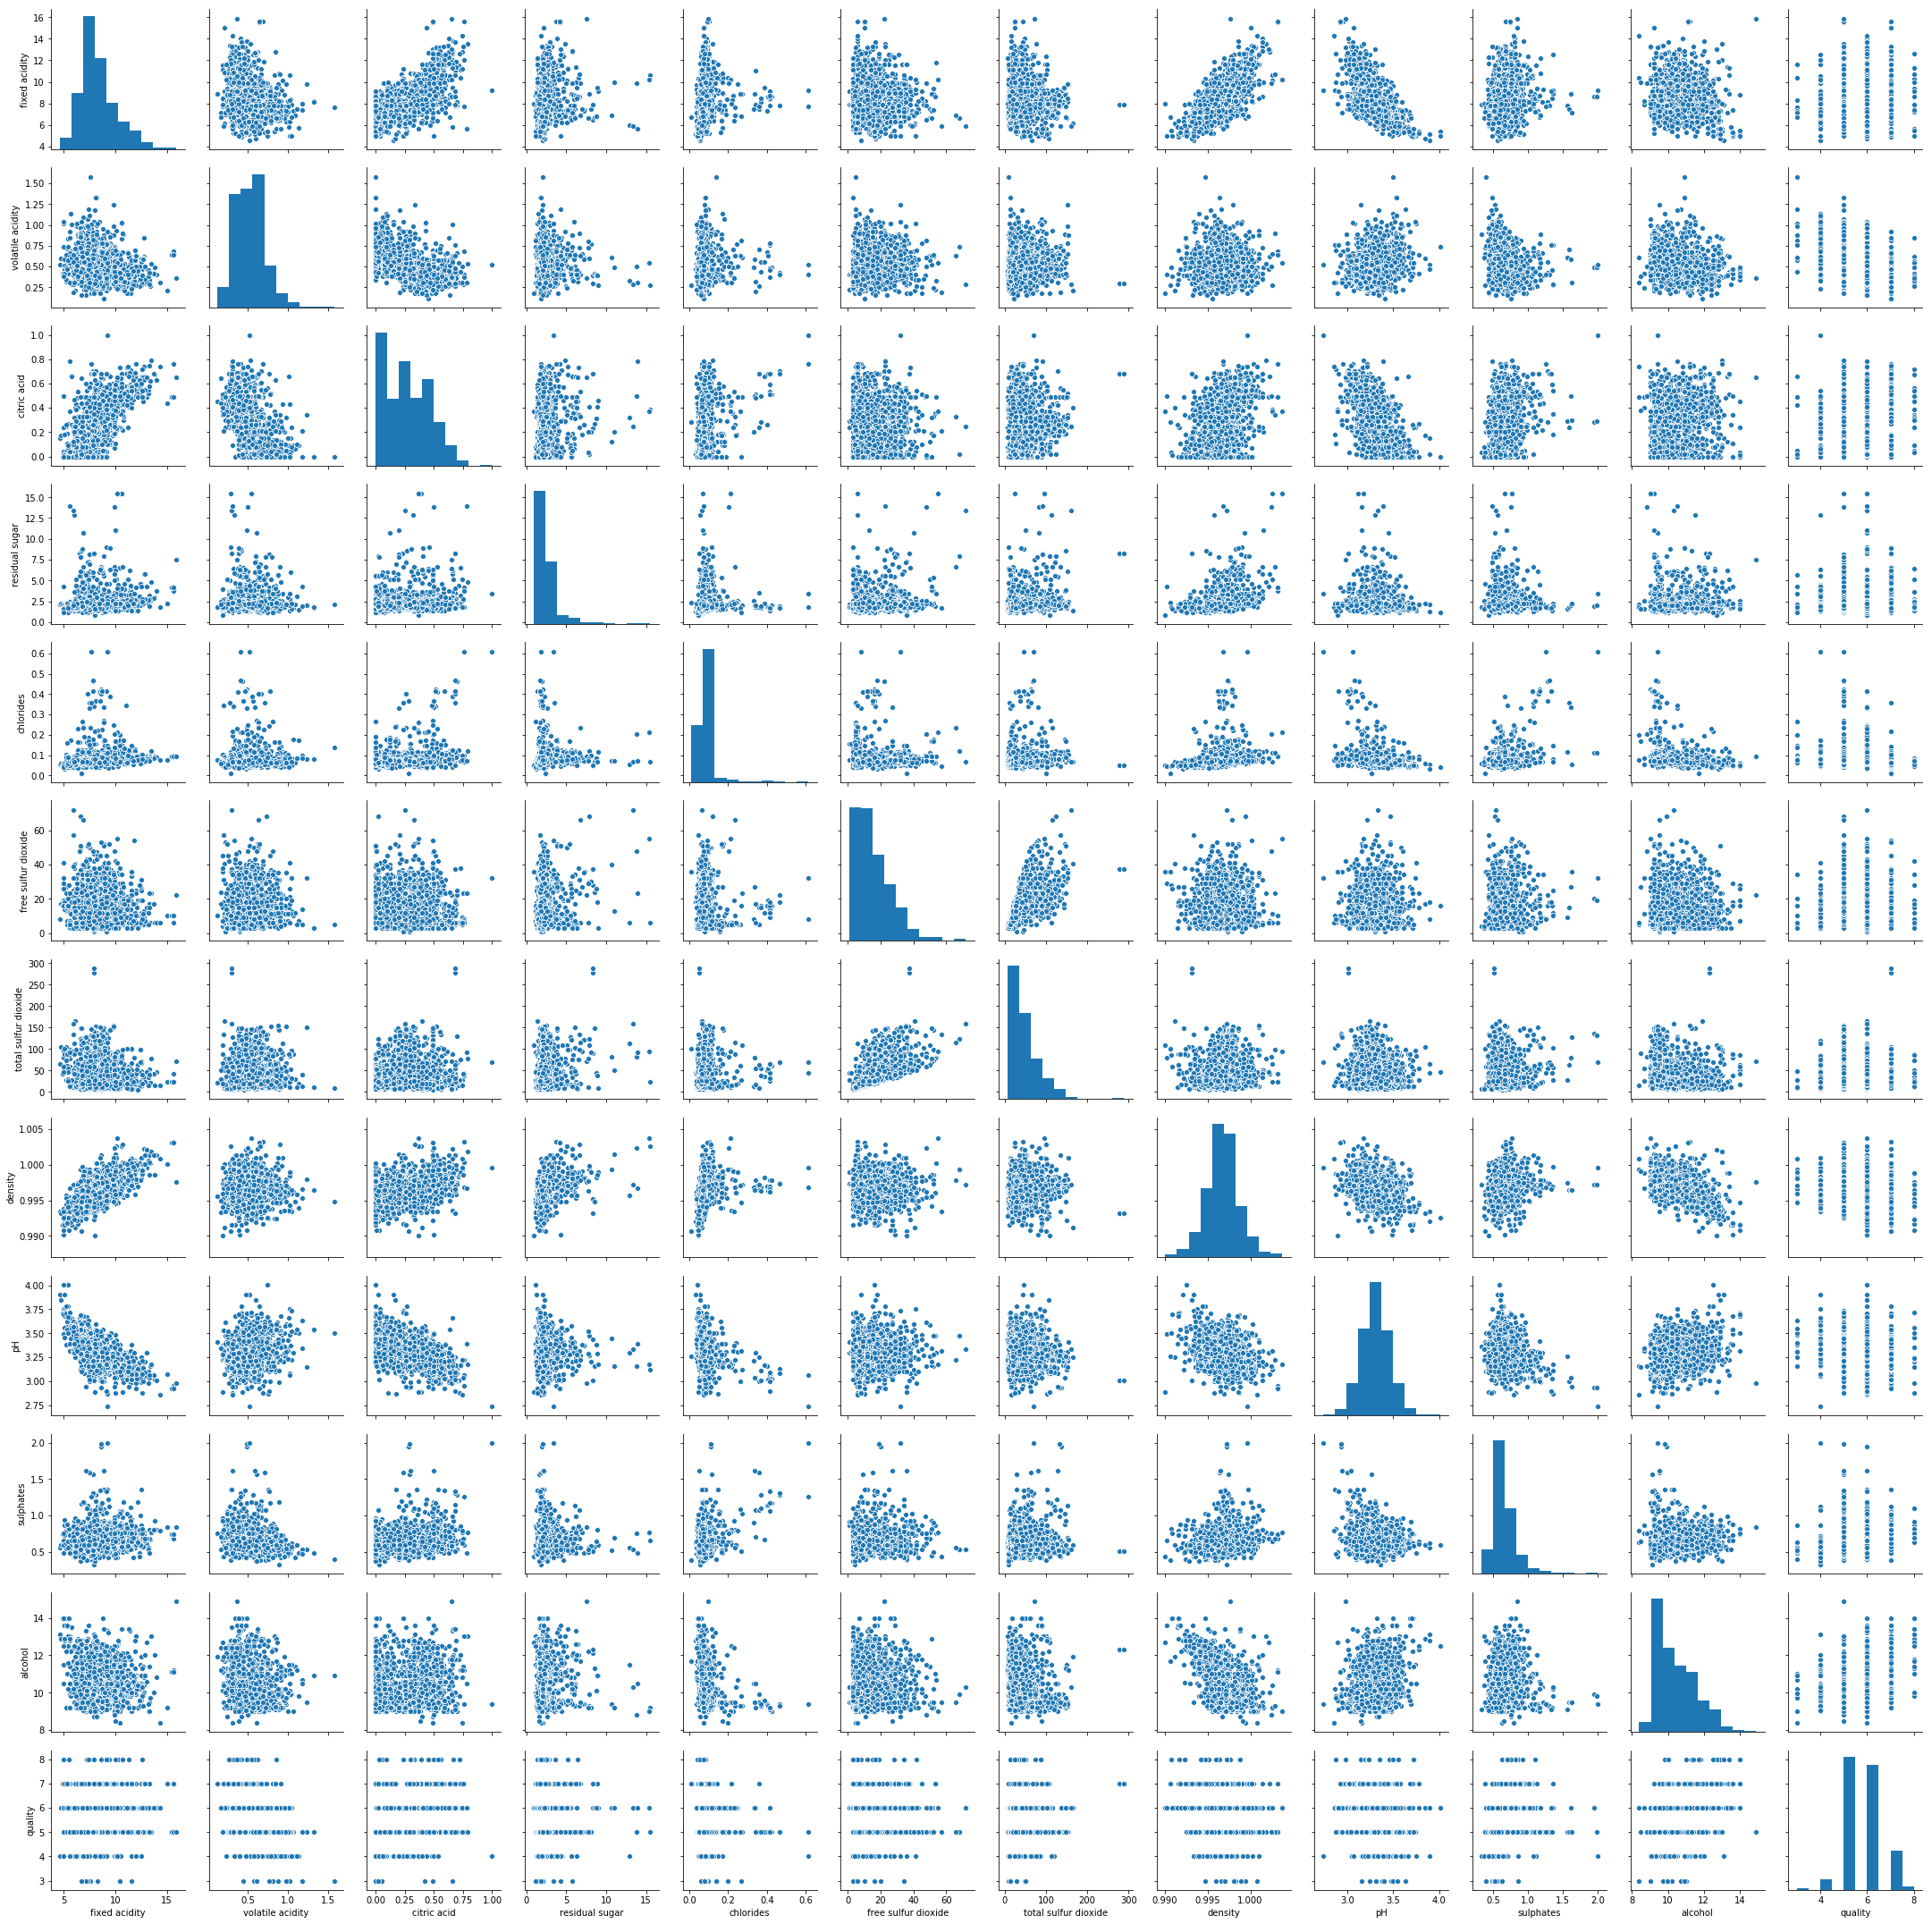 16
14
12
10
8
6
4
fixed acidity
1.50
1.25
1.00
0.75
0.50
0.25
volatile acidity
1.0
0.8
0.6
0.4
0.2
0.0
citric acid
15.0
12.5
10.0
7.5
5.0
2.5
0.0
residual sugar
0.6
0.5
0.4
0.3
0.2
0.1
0.0
chlorides
60
40
20
0
free sulfur dioxide
300
250
200
150
100
50
0
total sulfur dioxide
1.005
1.000
0.995
0.990
density
4.00
3.75
3.50
3.25
3.00
2.75
pH
2.0
1.5
1.0
0.5
sulphates
14
12
10
8
alcohol
8
7
6
5
4
3
quality
5 10 15
fixed acidity
0.5 1.0 1.5
volatile acidity
0.00 0.25 0.50 0.75 1.00
citric acid
0 5 10 15
residual sugar
0.0 0.2 0.4 0.6
chlorides
0 20 40 60
free sulfur dioxide
0 100 200 300
total sulfur dioxide
0.990 0.995 1.000
density
3.0 3.5 4.0
pH
0.5 1.0 1.5 2.0
sulphates
8 10 12 14
alcohol
4 6 8
quality